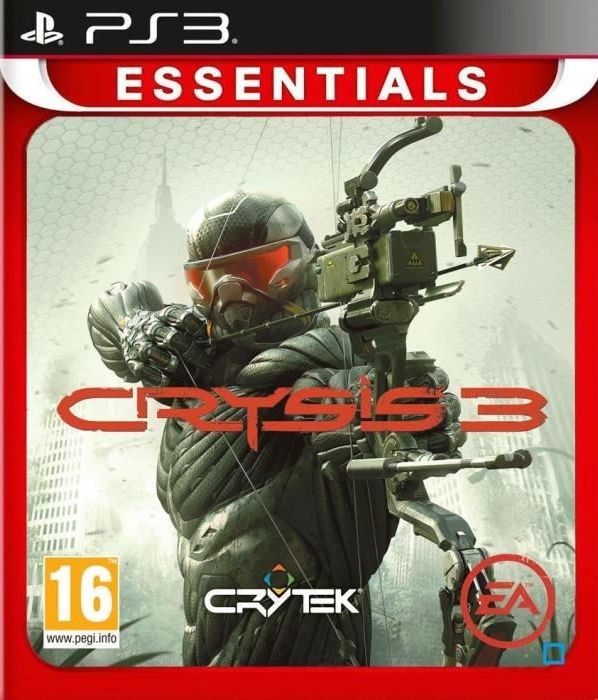 PS3
ESSENTIALS
CRYSIS 3
16
www.pegi.info
CRYTEK
EA